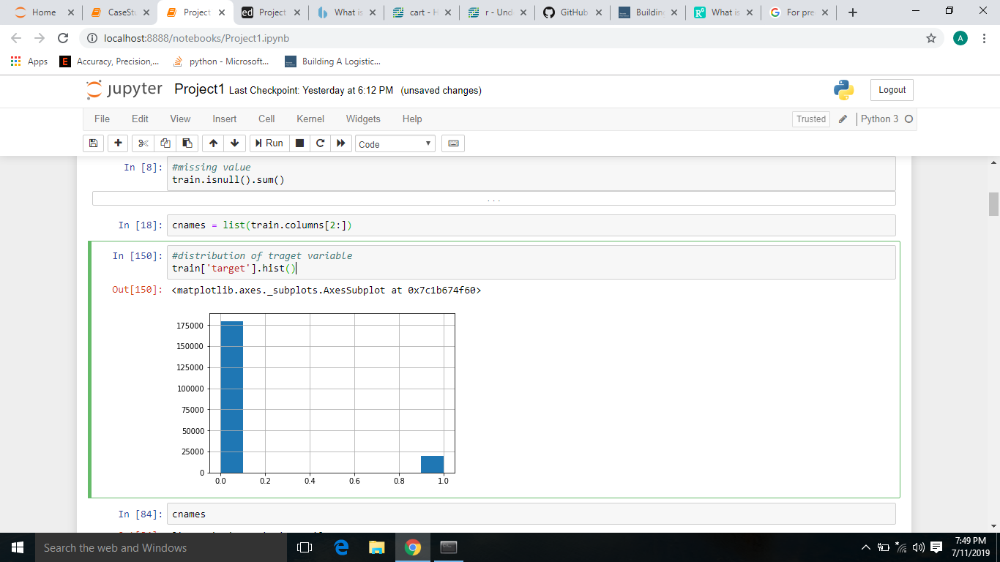 Home CaseStu Project Project What is cart - H r - Und GitHub Building What is For pre
localhost:8888/notebooks/Project1.ipynb A
Apps E Accuracy, Precision,... python - Microsoft... Building A Logistic...
jupyter Project1 Last Checkpoint: Yesterday at 6:12 PM (unsaved changes) Logout
File Edit View Insert Cell Kernel Widgets Help Trusted Python 3
Run Code
In [8]: #missing value
train.isnull().sum()
...
In [18]: cnames = list(train.columns[2:])
In [150]: #distribution of traget variable
train['target'].hist()
Out[150]: <matplotlib.axes._subplots.AxesSubplot at 0x7c1b674f60>
175000
150000
125000
100000
75000
50000
25000
0
0.0 0.2 0.4 0.6 0.8 1.0
In [84]: cnames
Search the web and Windows
7:49 PM
7/11/2019